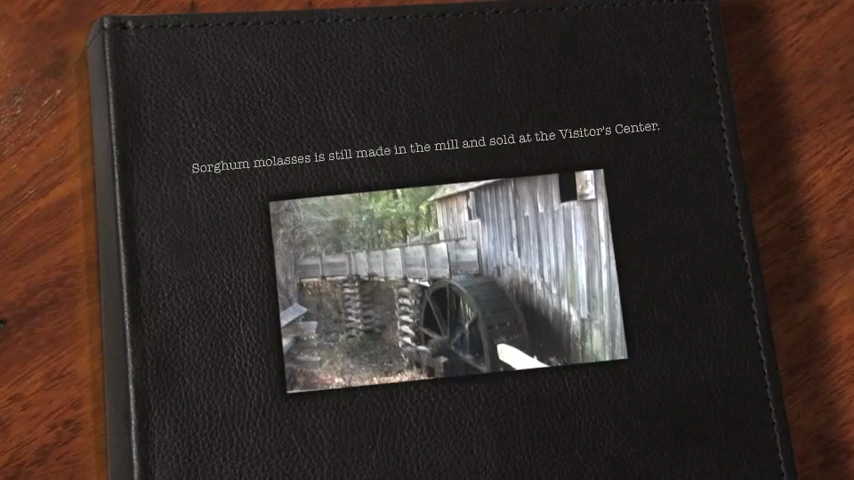 Sorghum molasses is still made in the mill and sold at the Visitor's Center.